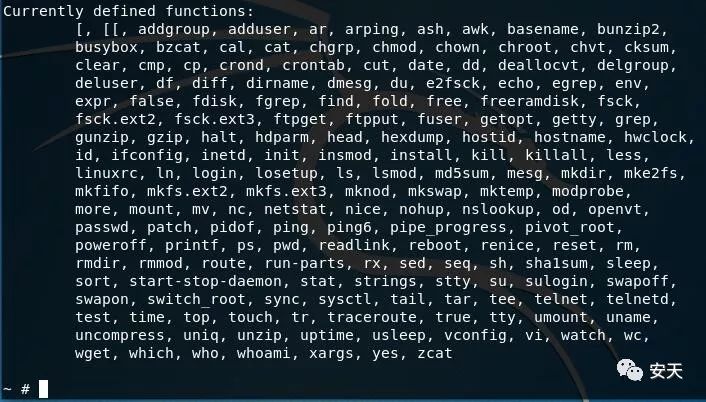 Currently defined functions:
[, [[, addgroup, adduser, ar, arping, ash, awk, basename, bunzip2,
busybox, bzcat, cal, cat, chgrp, chmod, chown, chroot, chvt, cksum,
clear, cmp, cp, crond, crontab, cut, date, dd, deallocvt, delgroup,
deluser, df, diff, dirname, dmesg, du, e2fsck, echo, egrep, env,
expr, false, fdisk, fgrep, find, fold, free, freeramdisk, fsck,
fsck.ext2, fsck.ext3, ftpget, ftpput, fuser, getopt, getty, grep,
gunzip, gzip, halt, hdparm, head, hexdump, hostid, hostname, hwclock,
id, ifconfig, inetd, init, insmod, install, kill, killall, less,
linuxrc, ln, login, losetup, ls, lsmod, md5sum, mesg, mkdir, mke2fs,
mkfifo, mkfs.ext2, mkfs.ext3, mknod, mkswap, mktemp, modprobe,
more, mount, mv, nc, netstat, nice, nohup, nslookup, od, openvt,
passwd, patch, pidof, ping, ping6, pipe_progress, pivot_root,
poweroff, printf, ps, pwd, readlink, reboot, renice, reset, rm,
rmdir, rmmod, route, run-parts, rx, sed, seq, sh, sha1sum, sleep,
sort, start-stop-daemon, stat, strings, stty, su, sulogin, swapoff,
swapon, switch_root, sync, sysctl, tail, tar, tee, telnet, telnetd,
test, time, top, touch, tr, traceroute, true, tty, umount, uname,
uncompress, uniq, unzip, uptime, usleep, vconfig, vi, watch, wc,
wget, which, who, whoami, xargs, yes, zcat
安天
~ #